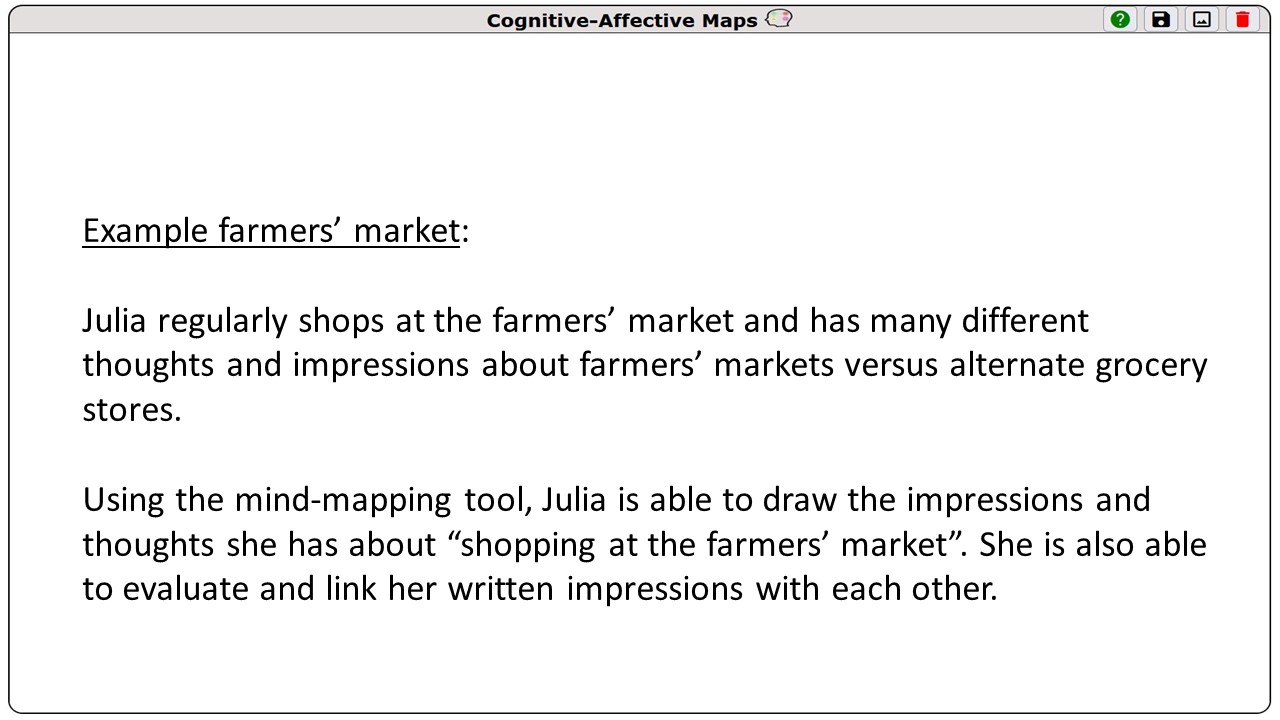 Cognitive-Affective Maps
Example farmers’ market:
Julia regularly shops at the farmers’ market and has many different
thoughts and impressions about farmers’ markets versus alternate grocery
stores.
Using the mind-mapping tool, Julia is able to draw the impressions and
thoughts she has about “shopping at the farmers’ market”. She is also able
to evaluate and link her written impressions with each other.